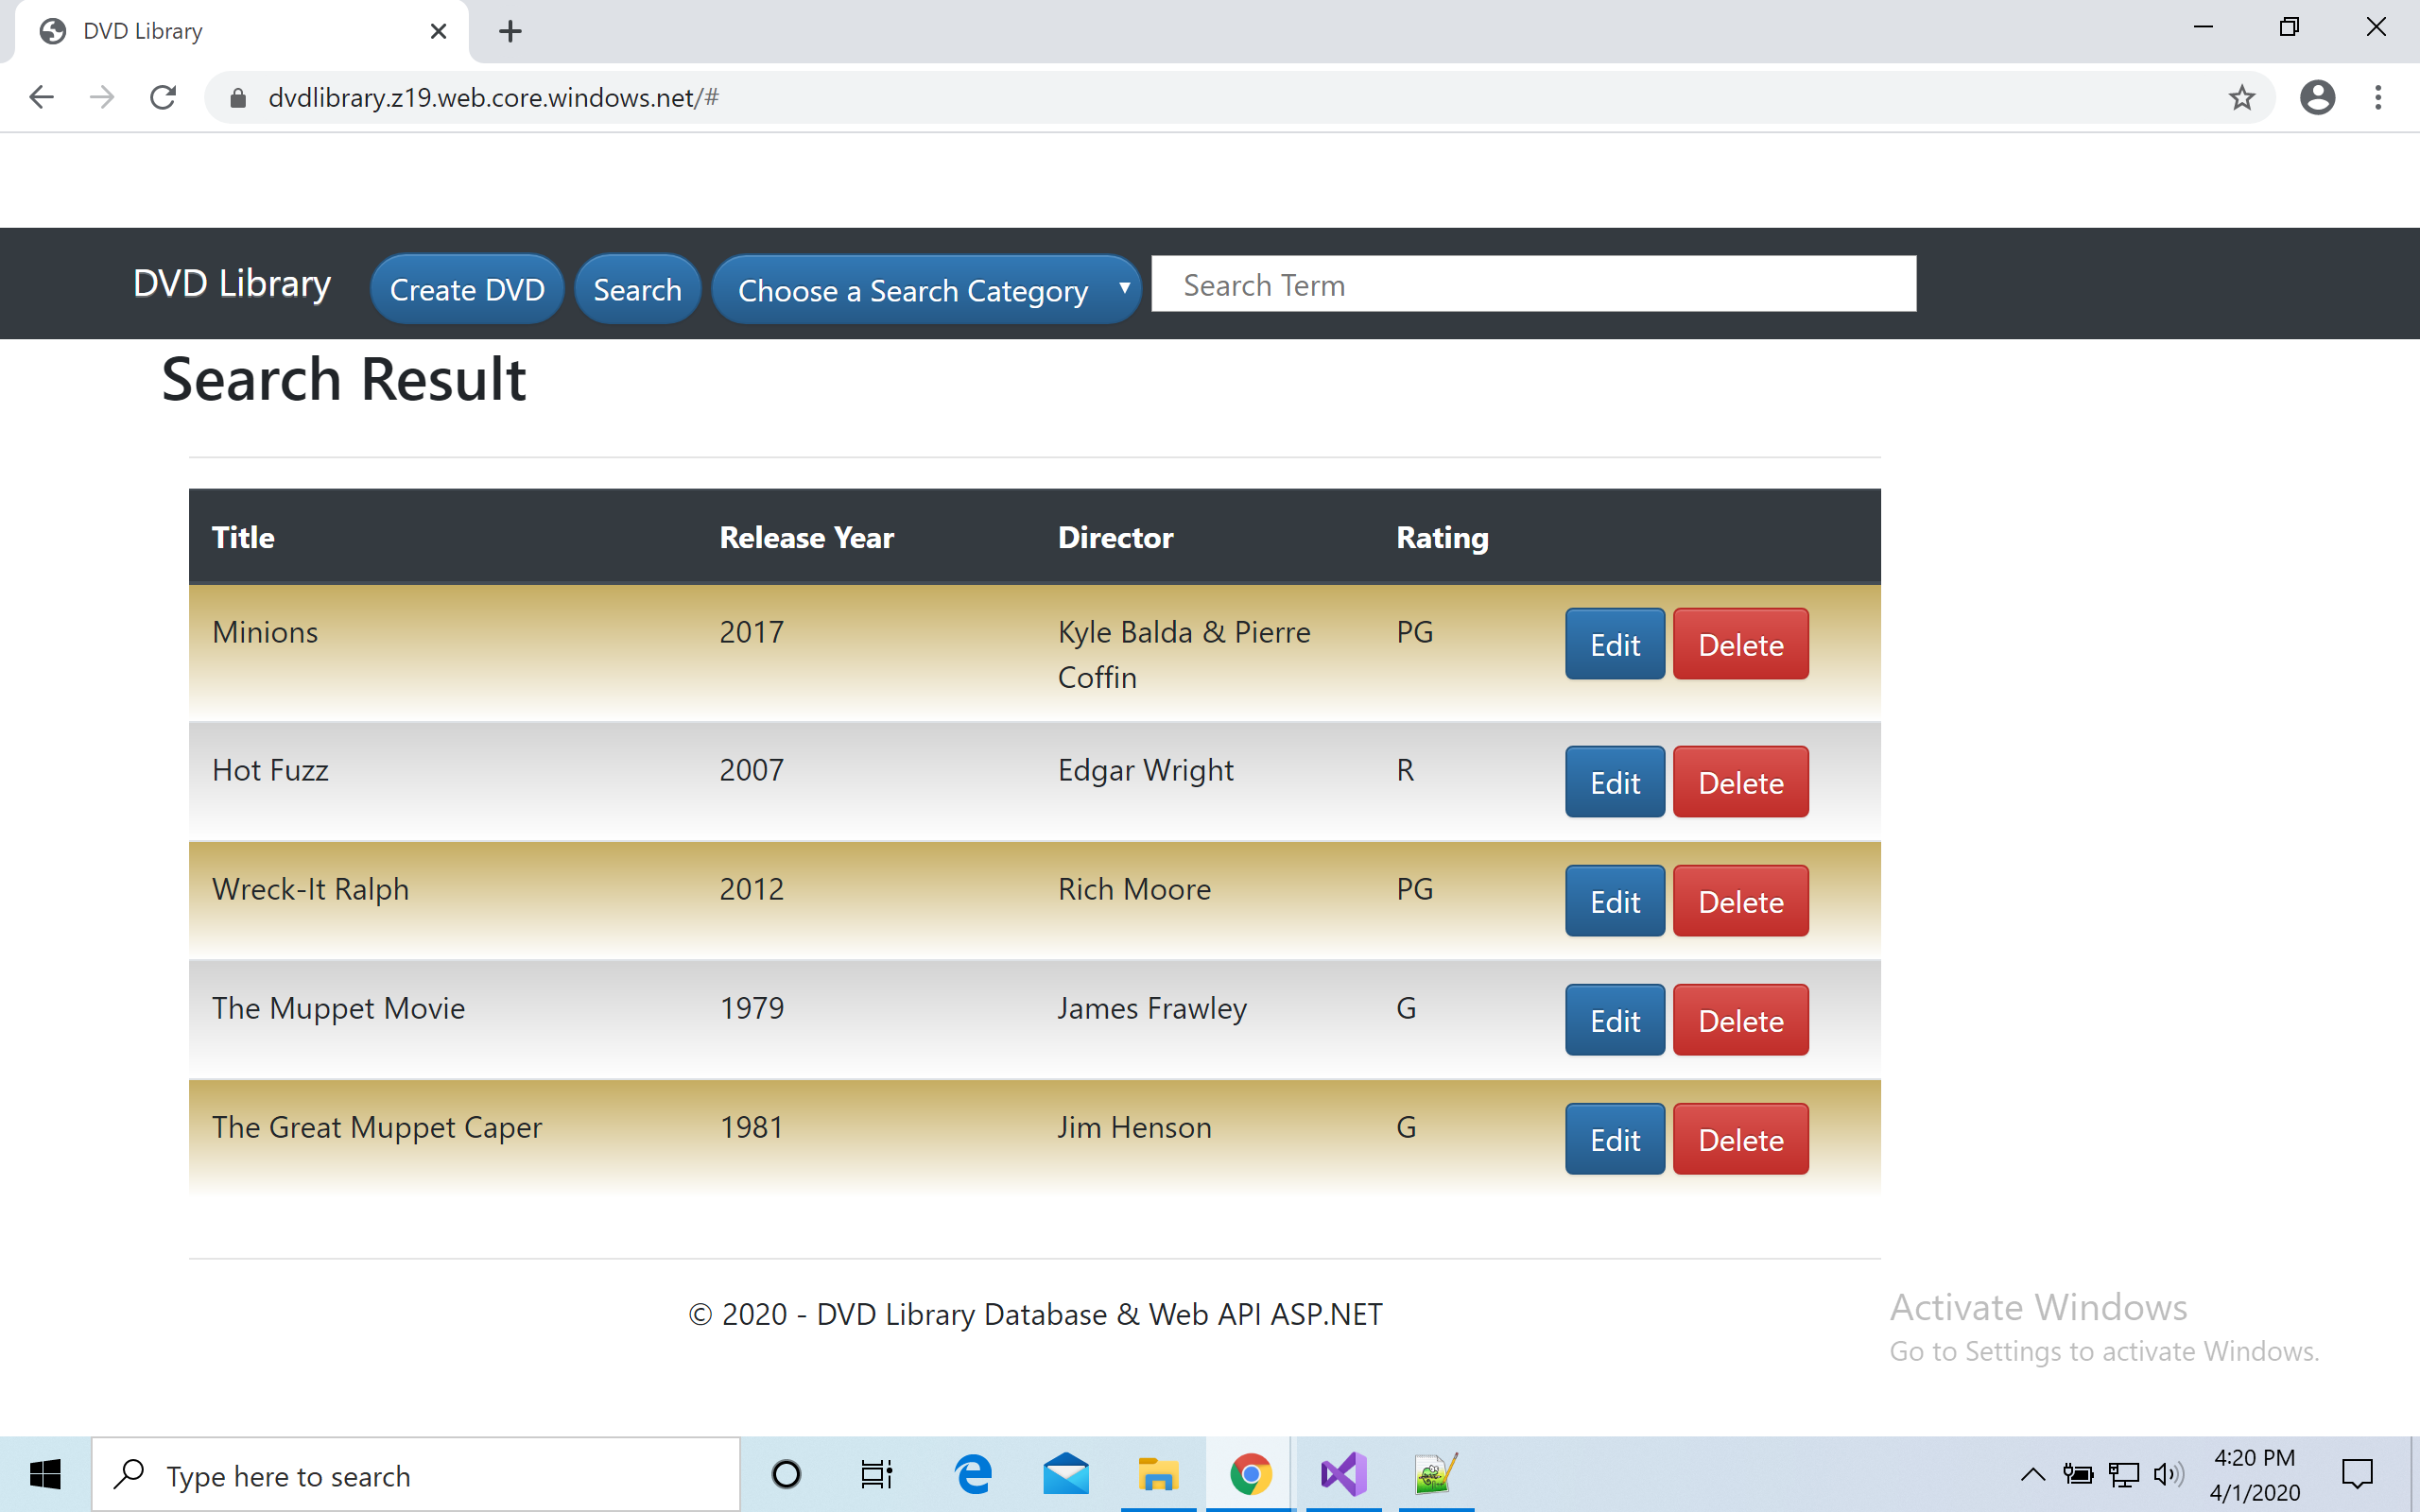 DVD Library
dvdlibrary.z19.web.core.windows.net/#
DVD Library Create DVD Search Choose a Search Category Search Term
Search Result
Title Release Year Director Rating
Minions 2017 Kyle Balda & Pierre Coffin PG Edit Delete
Hot Fuzz 2007 Edgar Wright R Edit Delete
Wreck-It Ralph 2012 Rich Moore PG Edit Delete
The Muppet Movie 1979 James Frawley G Edit Delete
The Great Muppet Caper 1981 Jim Henson G Edit Delete
© 2020 - DVD Library Database & Web API ASP.NET
Activate Windows
Go to Settings to activate Windows.
Type here to search
4:20 PM
4/1/2020